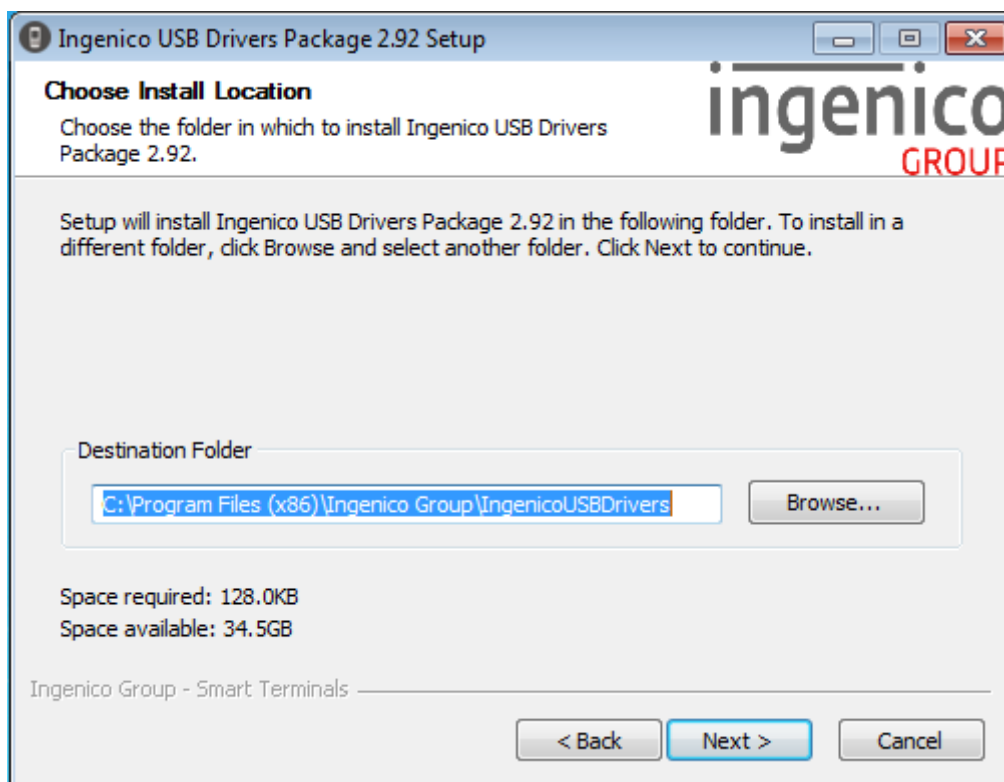 Ingenico USB Drivers Package 2.92 Setup
Choose Install Location
Choose the folder in which to install Ingenico USB Drivers
Package 2.92.
ingenico
GROUP
Setup will install Ingenico USB Drivers Package 2.92 in the following folder. To install in a
different folder, click Browse and select another folder. Click Next to continue.
Destination Folder
C:\Program Files (x86)\Ingenico Group\IngenicoUSBDrivers
Browse...
Space required: 128.0KB
Space available: 34.5GB
Ingenico Group - Smart Terminals
< Back
Next >
Cancel